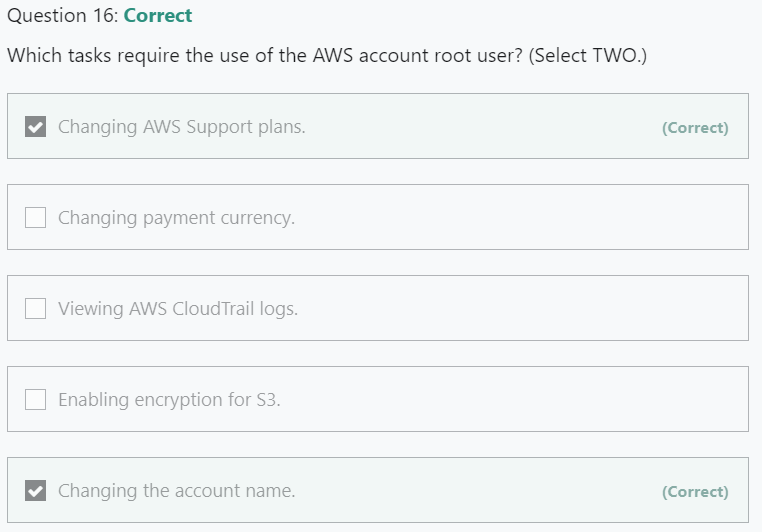 Question 16: Correct
Which tasks require the use of the AWS account root user? (Select TWO.)
Changing AWS Support plans. (Correct)
Changing payment currency.
Viewing AWS CloudTrail logs.
Enabling encryption for S3.
Changing the account name. (Correct)